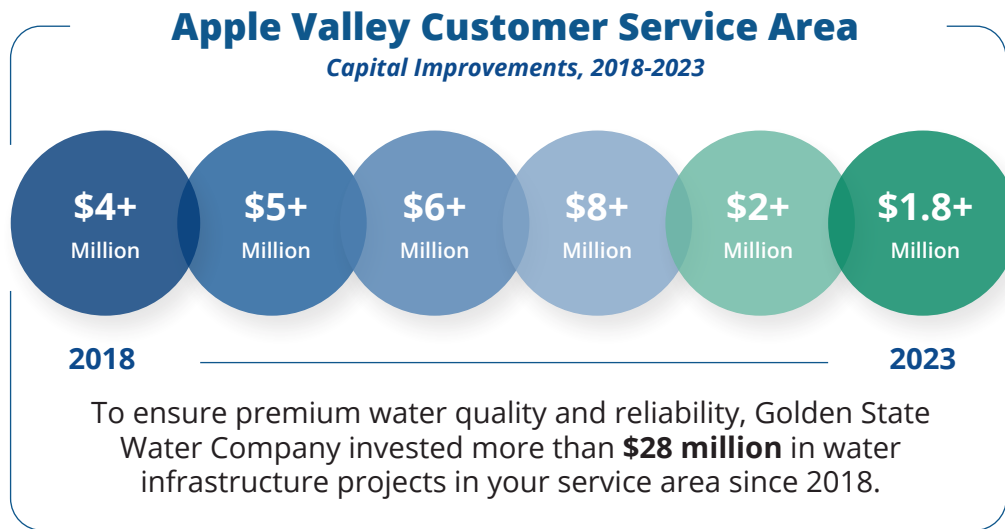 Apple Valley Customer Service Area
Capital Improvements, 2018-2023
$4+
Million
$5+
Million
$6+
Million
$8+
Million
$2+
Million
$1.8+
Million
2018
2023
To ensure premium water quality and reliability, Golden State
Water Company invested more than $28 million in water
infrastructure projects in your service area since 2018.